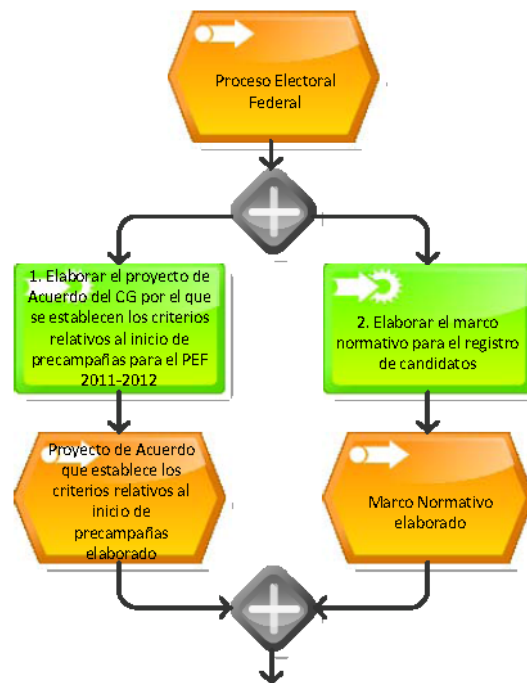 Proceso Electoral
Federal
1. Elaborar el proyecto de
Acuerdo del CG por el que
se establecen los criterios
relativos al inicio de
precampañas para el PEF
2011-2012
2. Elaborar el marco
normativo para el registro
de candidatos
Proyecto de Acuerdo
que establece los
criterios relativos al
inicio de
precampañas
elaborado
Marco Normativo
elaborado